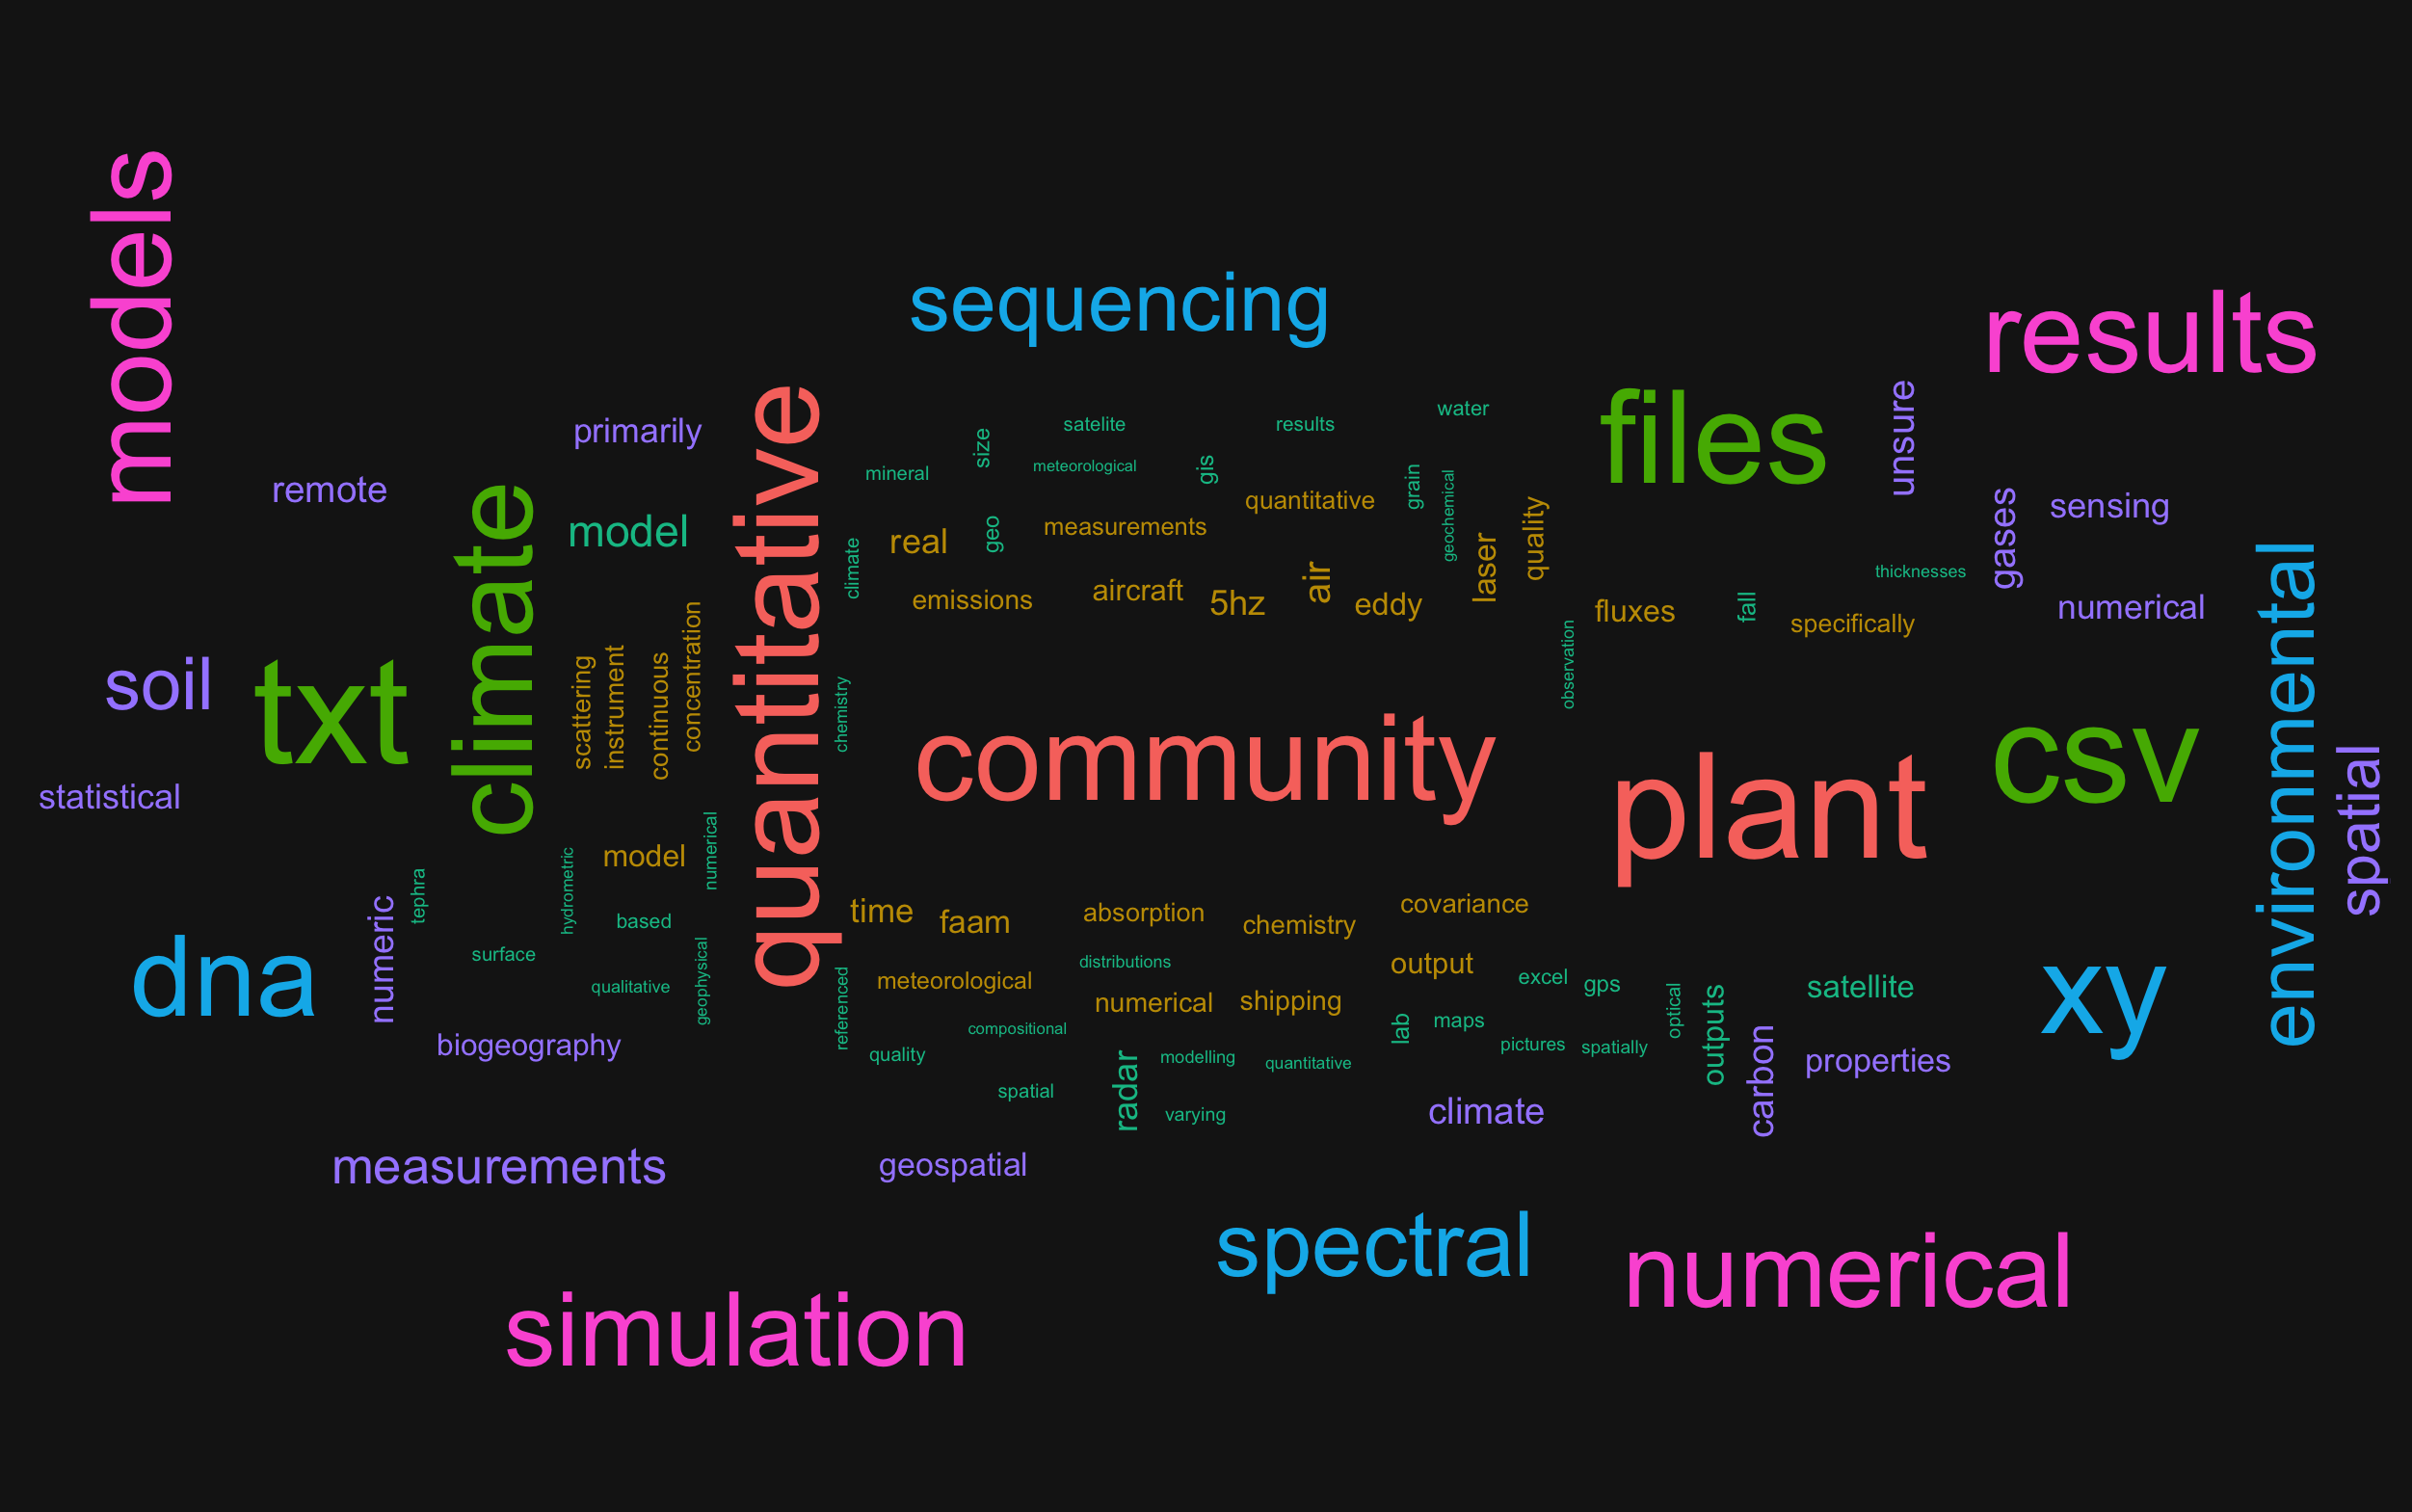 models
sequencing
results
files
unsure
quantitative
primarily
water
satelite
results
size
meteorological
gis
mineral
grain
geochemical
remote
climate
model
quantitative
measurements
real
geo
climate
quality
laser
gases
sensing
environmental
thicknesses
emissions
aircraft
5hz
air
eddy
fluxes
fall
specifically
numerical
soil
txt
scattering
instrument
continuous
concentration
chemistry
observation
community
plant
csv
spatial
statistical
tephra
hydrometric
model
numerical
based
numeric
dna
surface
qualitative
geophysical
time
faam
absorption
chemistry
covariance
distributions
output
meteorological
numerical
shipping
excel
gps
optical
outputs
satellite
xy
referenced
compositional
lab
maps
biogeography
quality
modelling
quantitative
pictures
spatially
carbon
properties
spatial
radar
varying
climate
measurements
geospatial
spectral
numerical
simulation